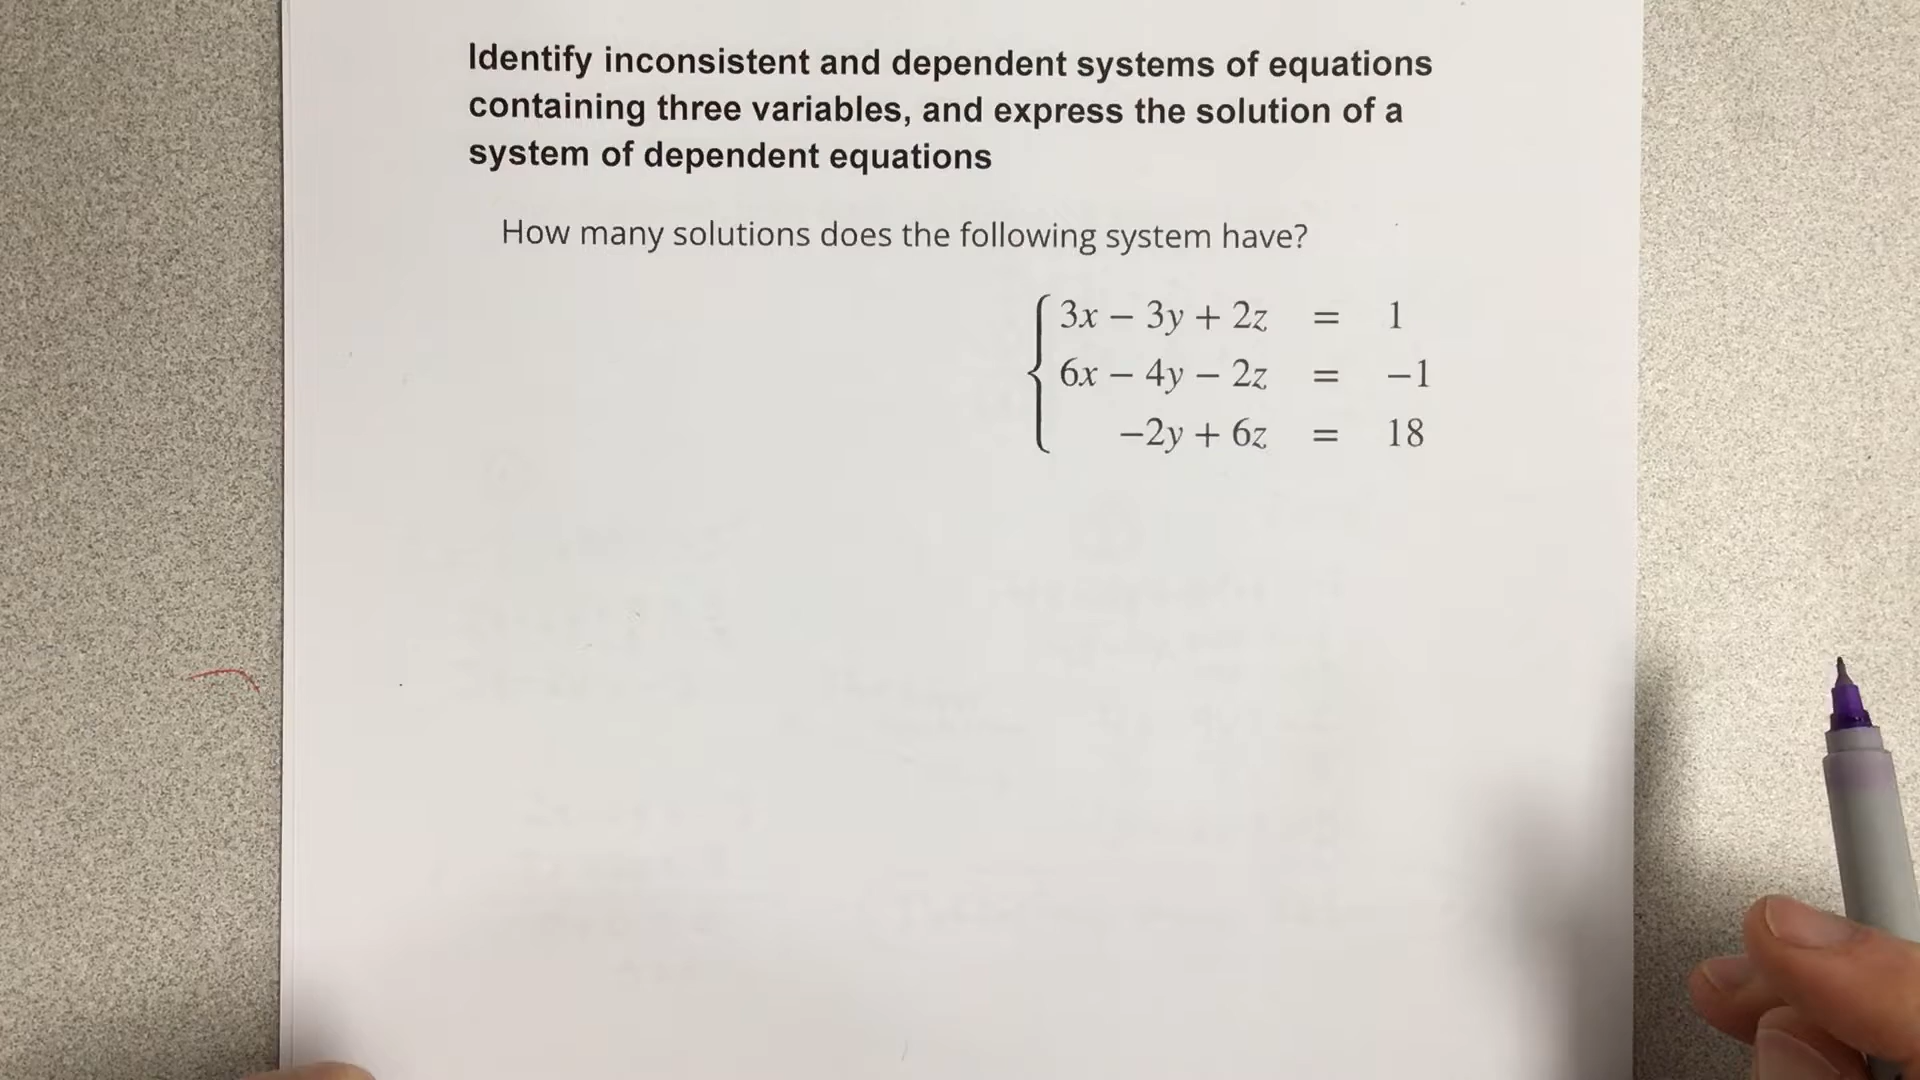 Identify inconsistent and dependent systems of equations
containing three variables, and express the solution of a
system of dependent equations
How many solutions does the following system have?
3x − 3y + 2z = 1
6x − 4y − 2z = −1
−2y + 6z = 18